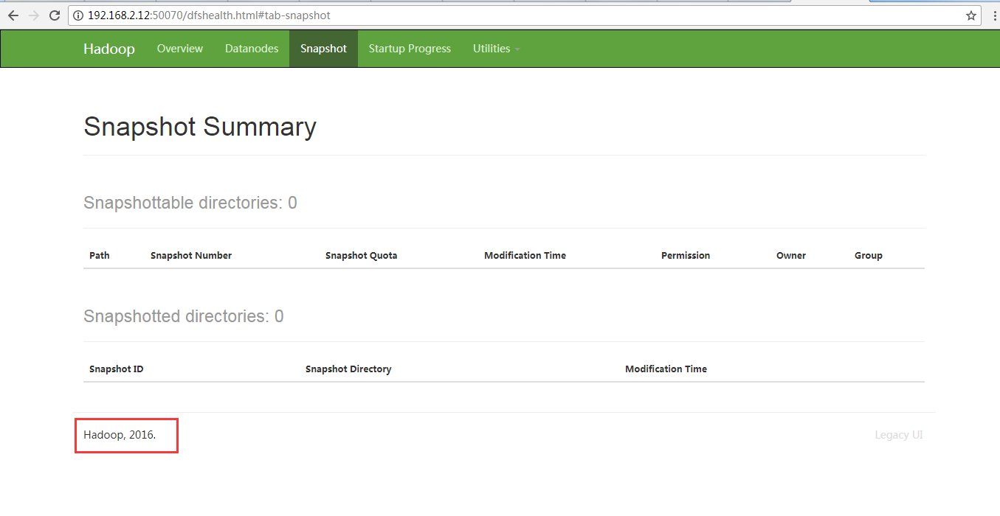 192.168.2.12:50070/dfshealth.html#tab-snapshot
Hadoop Overview Datanodes Snapshot Startup Progress Utilities
Snapshot Summary
Snapshottable directories: 0
Path Snapshot Number Snapshot Quota Modification Time Permission Owner Group
Snapshotted directories: 0
Snapshot ID Snapshot Directory Modification Time
Hadoop, 2016. Legacy UI